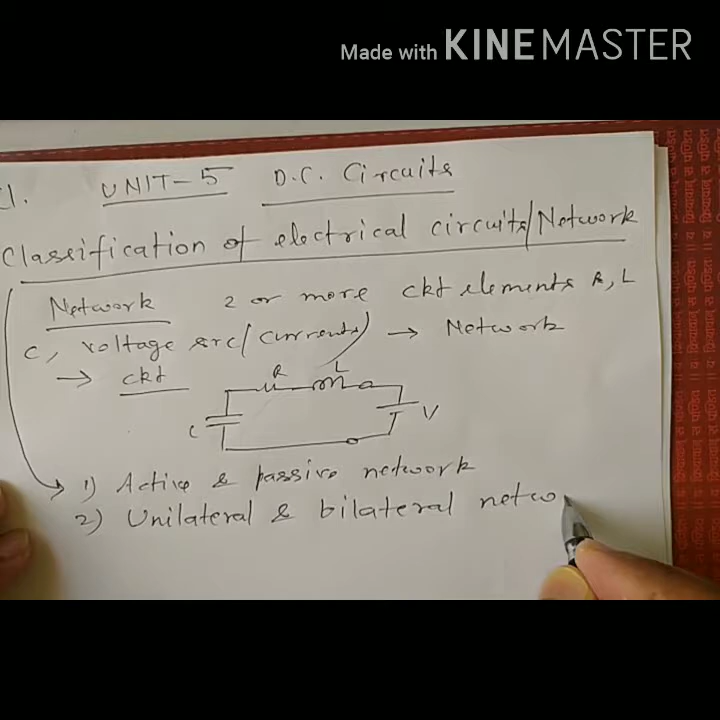 Made with KINEMASTER
UNIT-5 D.C. Circuits
Classification of electrical circuits/Network
Network 2 or more ckt elements R, L
C, voltage src/currents) → Network
→ ckt
R L
C V
1) Active & passive network
2) Unilateral & bilateral netwo